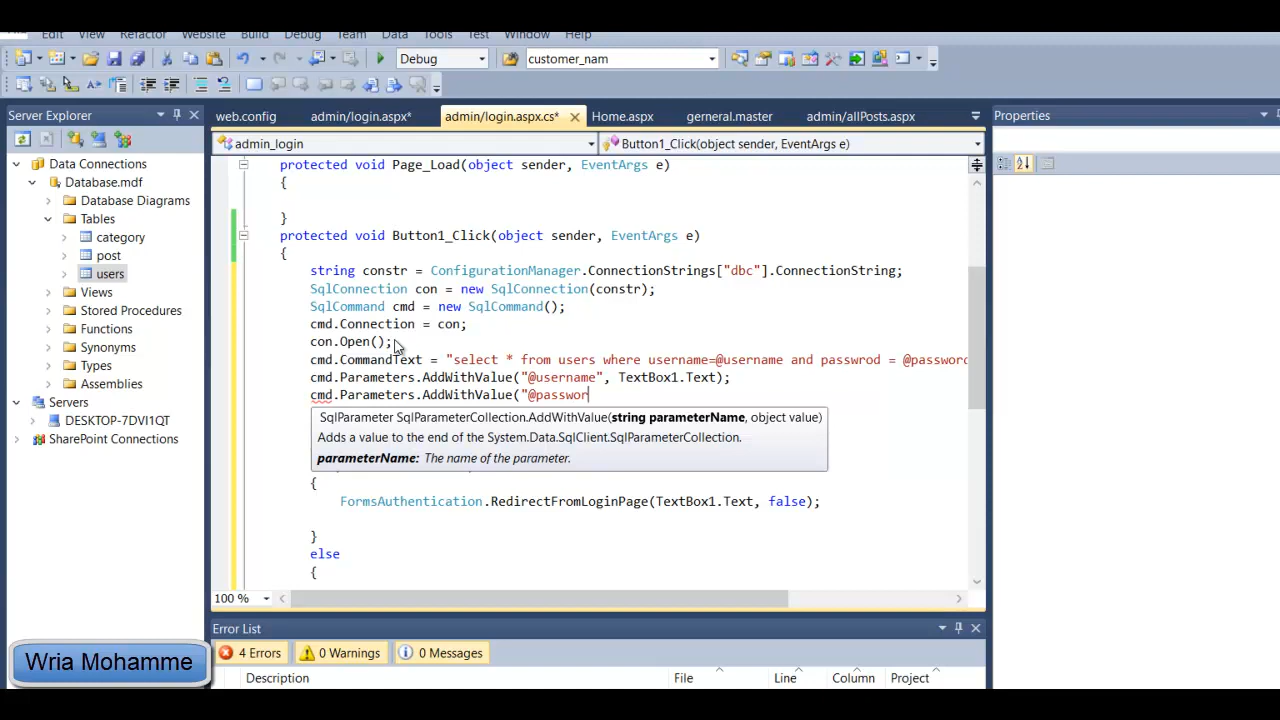 Edit View Refactor Website Build Debug Team Data Tools Test Window Help
Debug customer_nam
Server Explorer
web.config admin/login.aspx* admin/login.aspx.cs* Home.aspx gerneral.master admin/allPosts.aspx
Properties
admin_login Button1_Click(object sender, EventArgs e)
Data Connections
Database.mdf
Database Diagrams
Tables
category
post
users
Views
Stored Procedures
Functions
Synonyms
Types
Assemblies
Servers
DESKTOP-7DVI1QT
SharePoint Connections
protected void Page_Load(object sender, EventArgs e)
{
}
protected void Button1_Click(object sender, EventArgs e)
{
string constr = ConfigurationManager.ConnectionStrings["dbc"].ConnectionString;
SqlConnection con = new SqlConnection(constr);
SqlCommand cmd = new SqlCommand();
cmd.Connection = con;
con.Open();
cmd.CommandText = "select * from users where username=@username and passwrod = @password
cmd.Parameters.AddWithValue("@username", TextBox1.Text);
cmd.Parameters.AddWithValue("@passwor
SqlParameter SqlParameterCollection.AddWithValue(string parameterName, object value)
Adds a value to the end of the System.Data.SqlClient.SqlParameterCollection.
parameterName: The name of the parameter.
{
FormsAuthentication.RedirectFromLoginPage(TextBox1.Text, false);
}
else
{
100 %
Error List
4 Errors 0 Warnings 0 Messages
Description File Line Column Project
Wria Mohamme